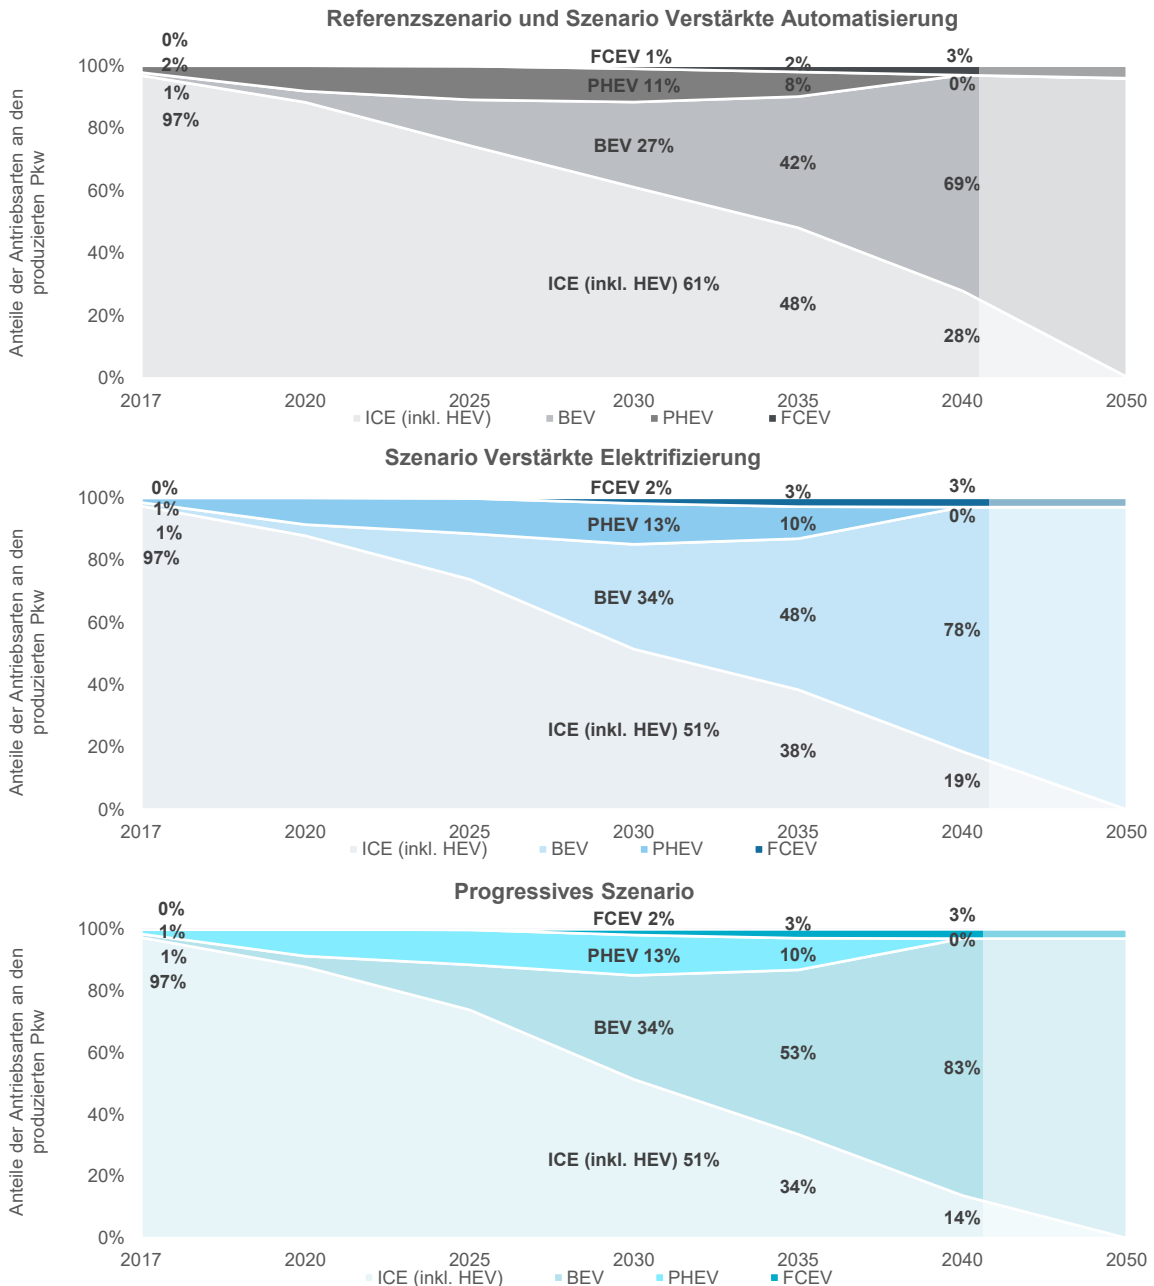 Referenzszenario und Szenario Verstärkte Automatisierung
Anteile der Antriebsarten an den
produzierten Pkw
100%
80%
60%
40%
20%
0%
0%
2%
1%
97%
FCEV 1%
PHEV 11%
BEV 27%
ICE (inkl. HEV) 61%
2%
8%
42%
48%
3%
0%
69%
28%
2017 2020 2025 2030 2035 2040 2050
ICE (inkl. HEV) BEV PHEV FCEV
Szenario Verstärkte Elektrifizierung
Anteile der Antriebsarten an den
produzierten Pkw
100%
80%
60%
40%
20%
0%
0%
1%
1%
97%
FCEV 2%
PHEV 13%
BEV 34%
ICE (inkl. HEV) 51%
3%
10%
48%
38%
3%
0%
78%
19%
2017 2020 2025 2030 2035 2040 2050
ICE (inkl. HEV) BEV PHEV FCEV
Progressives Szenario
Anteile der Antriebsarten an den
produzierten Pkw
100%
80%
60%
40%
20%
0%
0%
1%
1%
97%
FCEV 2%
PHEV 13%
BEV 34%
ICE (inkl. HEV) 51%
3%
10%
53%
34%
3%
0%
83%
14%
2017 2020 2025 2030 2035 2040 2050
ICE (inkl. HEV) BEV PHEV FCEV